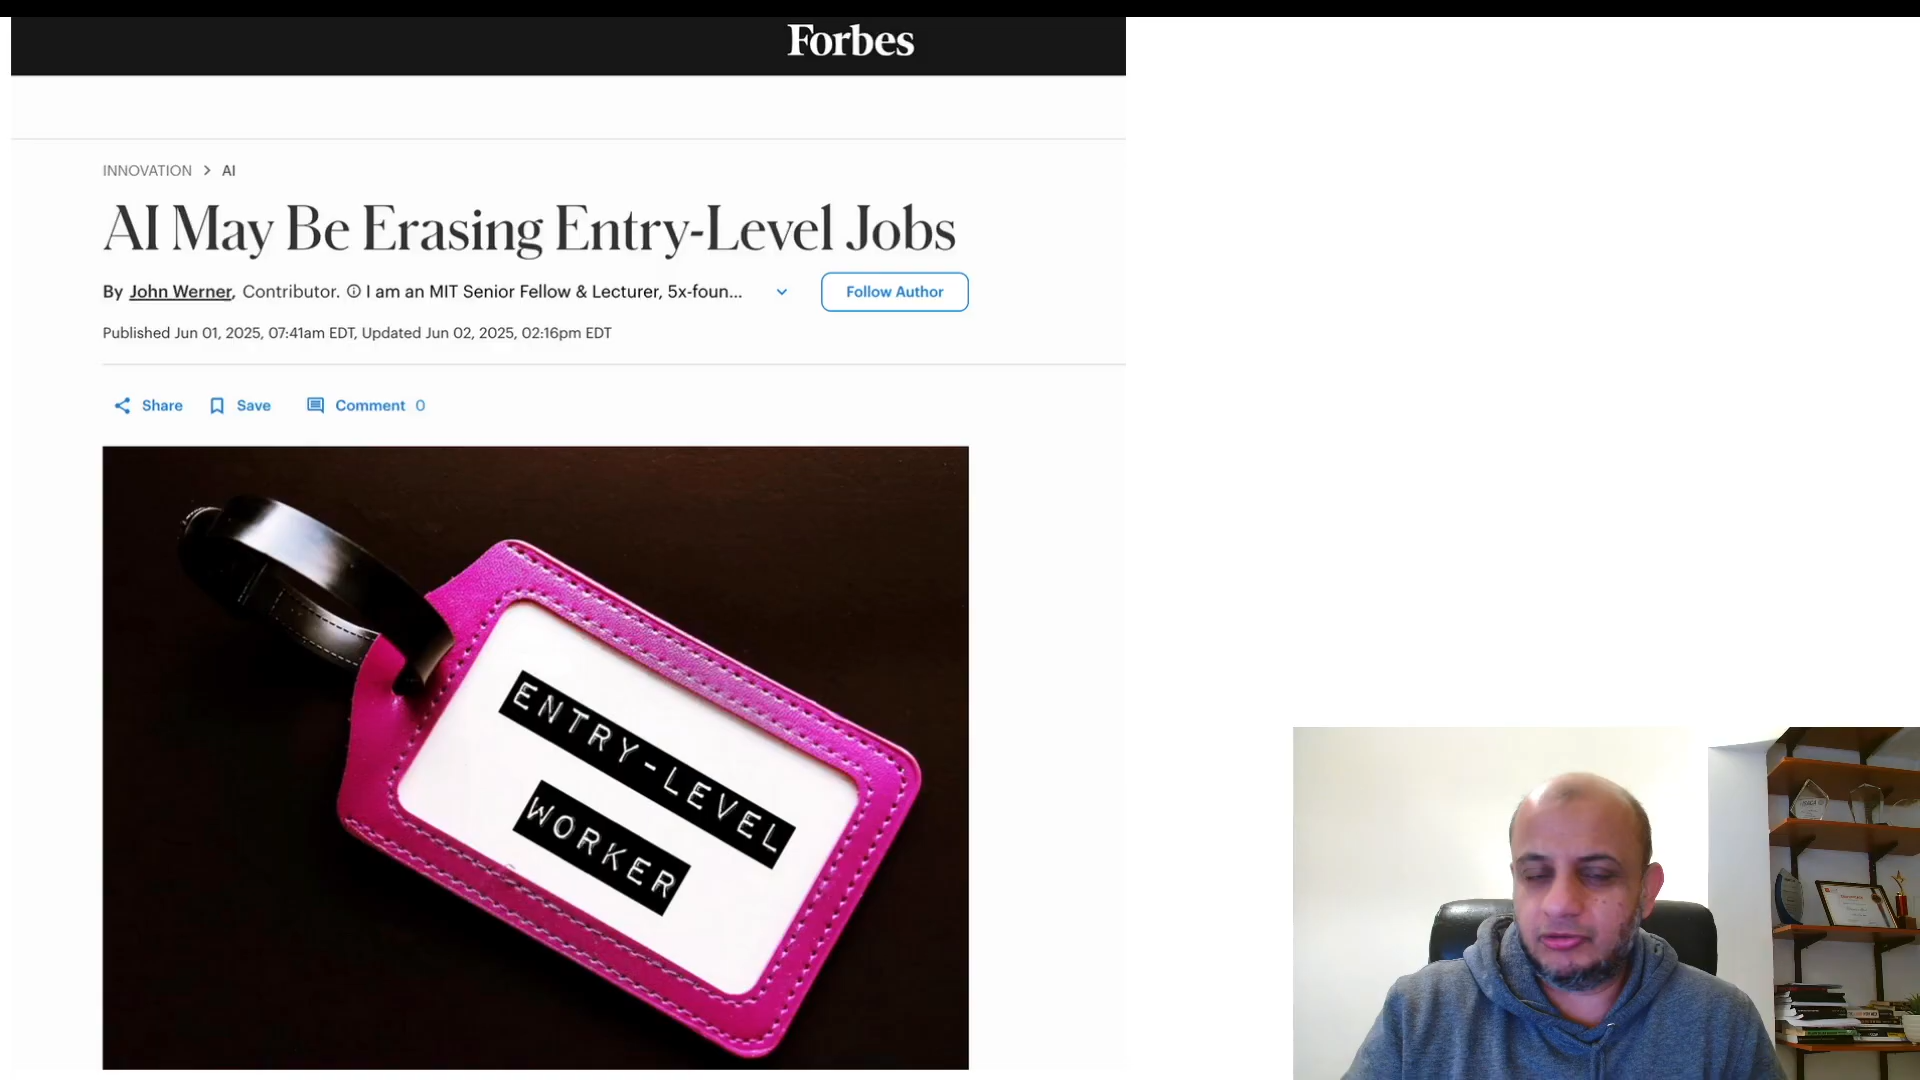 Forbes
INNOVATION > AI
AI May Be Erasing Entry-Level Jobs
By John Werner, Contributor. ⓘ I am an MIT Senior Fellow & Lecturer, 5x-foun...
Follow Author
Published Jun 01, 2025, 07:41am EDT, Updated Jun 02, 2025, 02:16pm EDT
Share Save Comment 0
ENTRY-LEVEL
WORKER